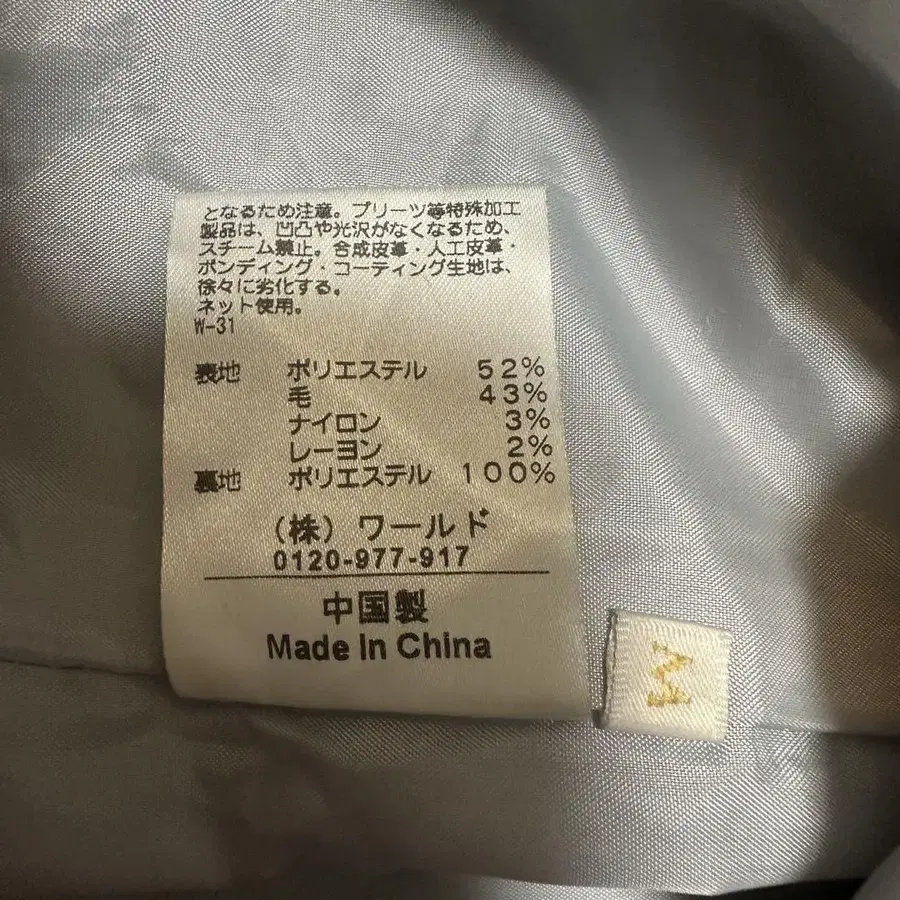 となるため注意。プリーツ等特殊加工
製品は、凹凸や光沢がなくなるため、
スチーム禁止。合成皮革・人工皮革・
ボンディング・コーティング生地は、
徐々に劣化する。
ネット使用。
W-31
表地 ポリエステル 52%
毛 43%
ナイロン 3%
レーヨン 2%
裏地 ポリエステル 100%
(株)ワールド
0120-977-917
中国製
Made In China
M